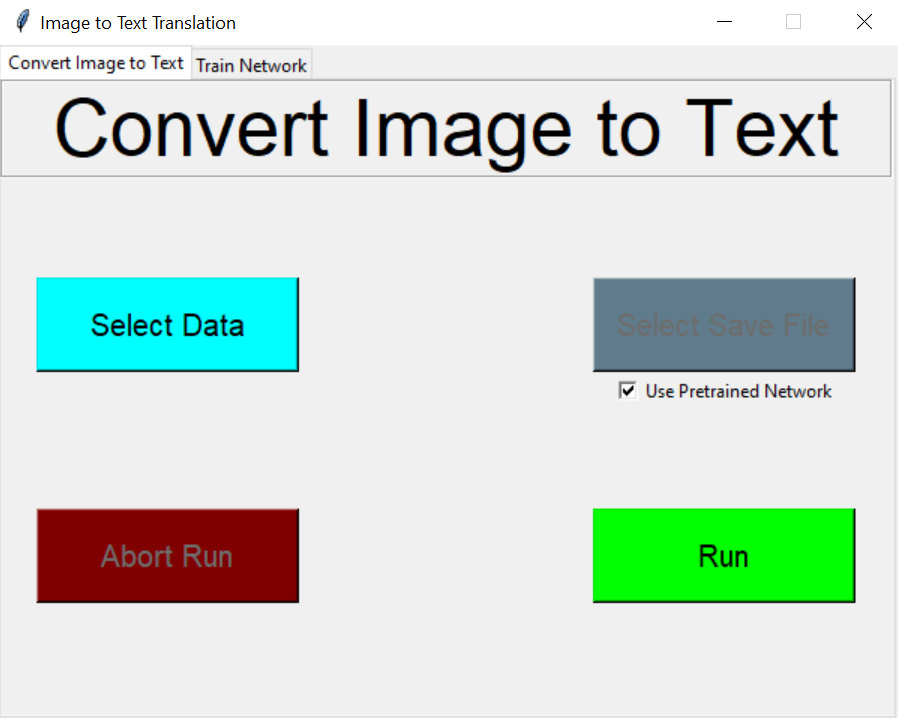 Image to Text Translation
Convert Image to Text
Train Network
Convert Image to Text
Select Data
Select Save File
Use Pretrained Network
Abort Run
Run